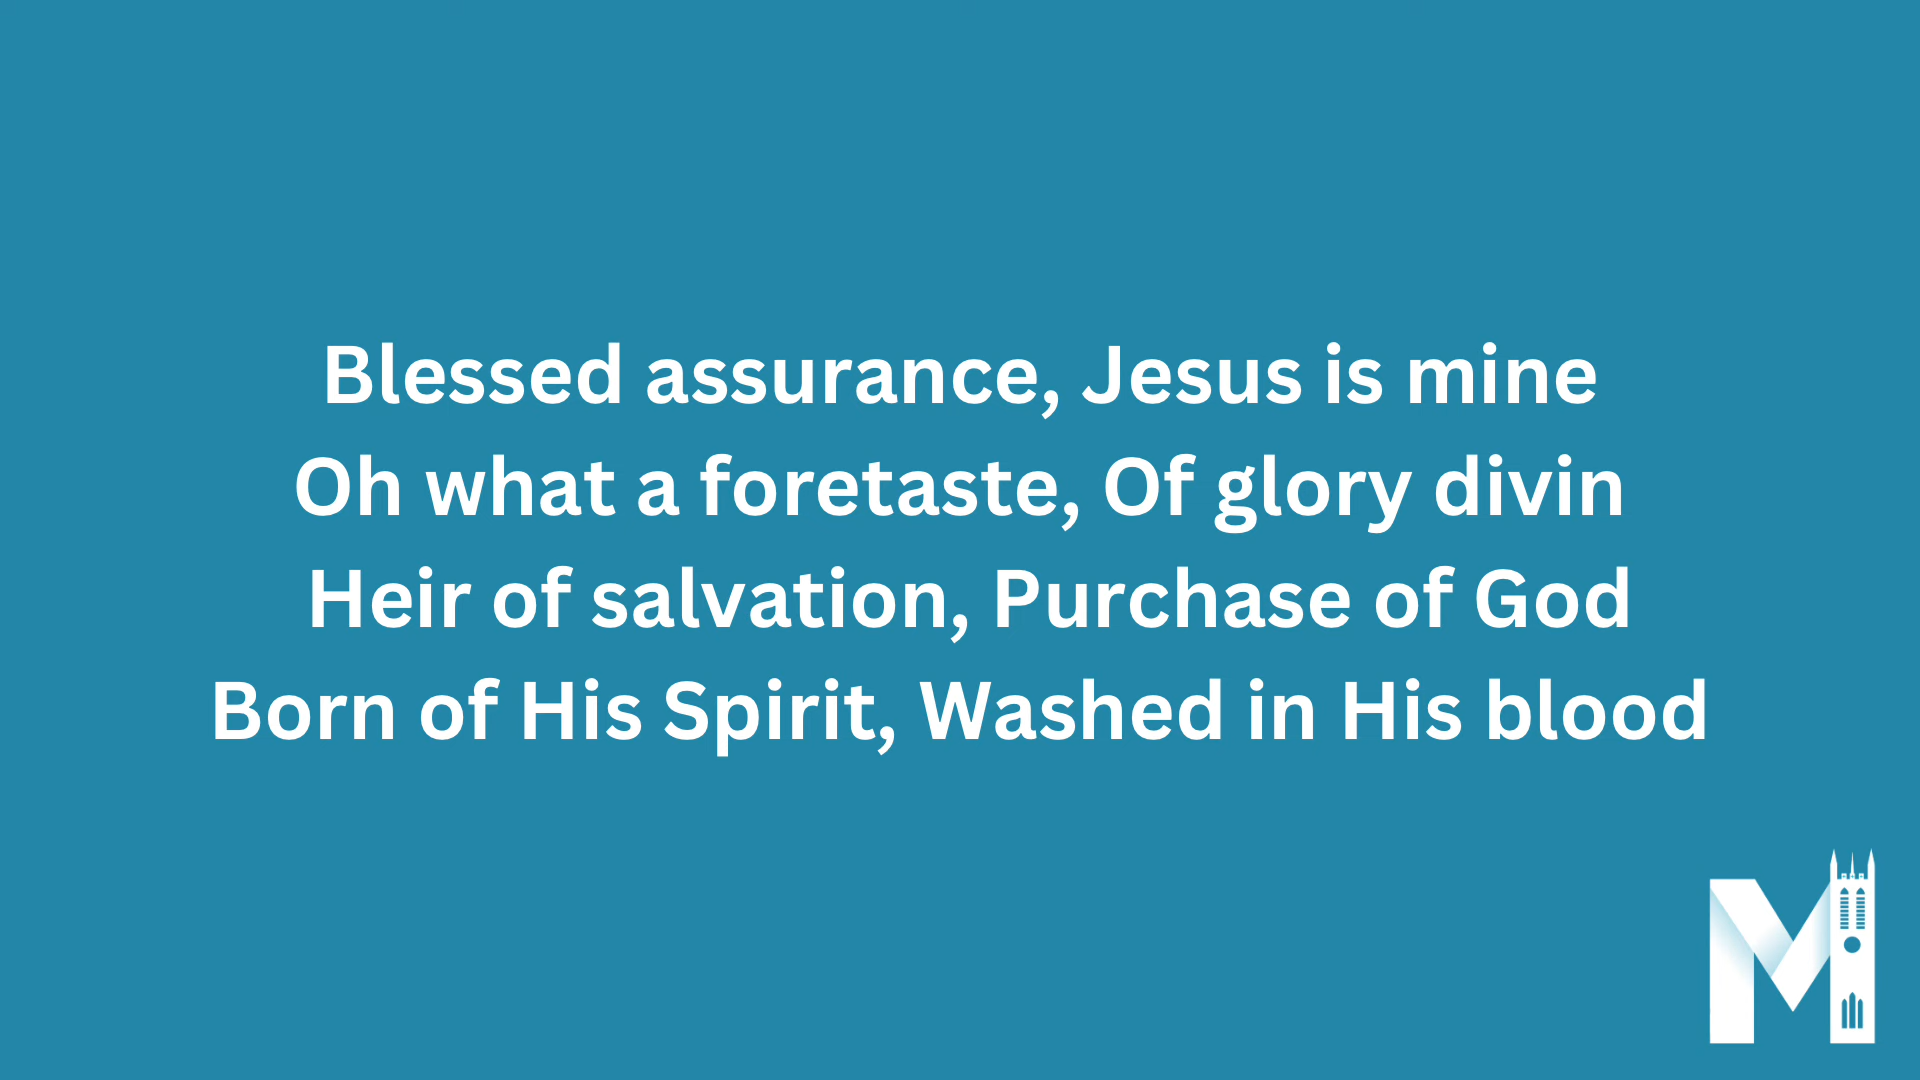 Blessed assurance, Jesus is mine
Oh what a foretaste, Of glory divin
Heir of salvation, Purchase of God
Born of His Spirit, Washed in His blood
M